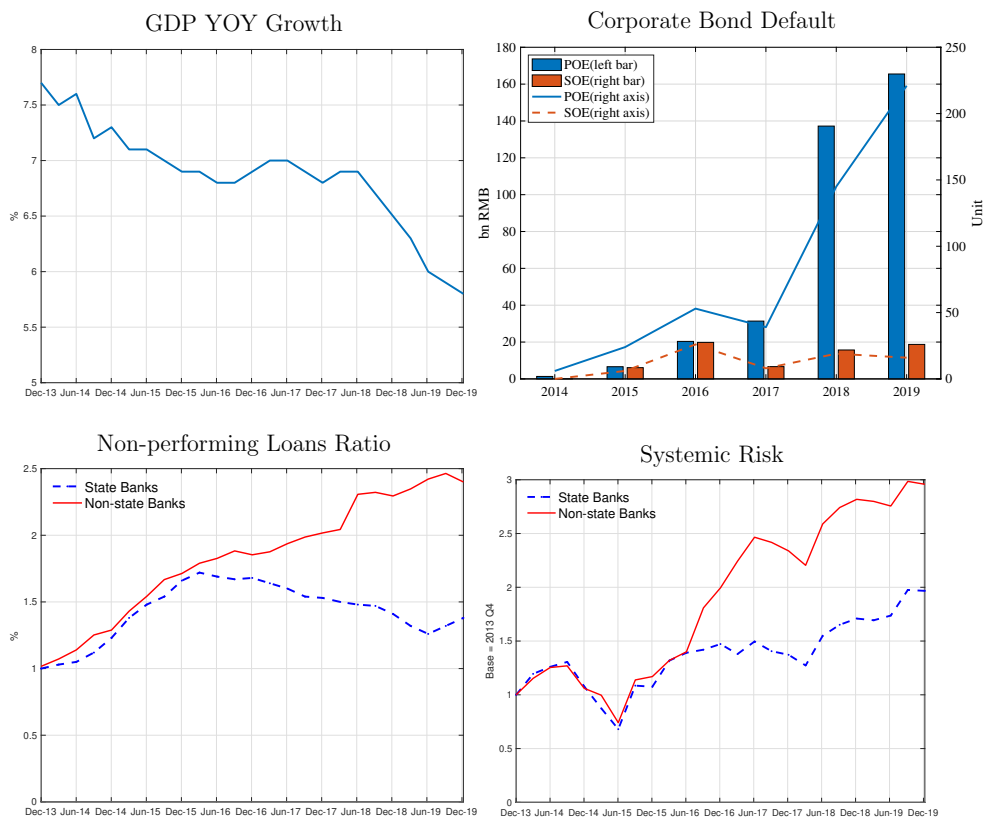 GDP YOY Growth
8
7.5
7
6.5
6
5.5
5
%
Dec-13 Jun-14 Dec-14 Jun-15 Dec-15 Jun-16 Dec-16 Jun-17 Dec-17 Jun-18 Dec-18 Jun-19 Dec-19
Corporate Bond Default
180
160
140
120
100
80
60
40
20
0
bn RMB
POE(left bar)
SOE(right bar)
POE(right axis)
SOE(right axis)
250
200
150
100
50
0
Unit
2014 2015 2016 2017 2018 2019
Non-performing Loans Ratio
2.5
2
1.5
1
0.5
0
%
State Banks
Non-state Banks
Dec-13 Jun-14 Dec-14 Jun-15 Dec-15 Jun-16 Dec-16 Jun-17 Dec-17 Jun-18 Dec-18 Jun-19 Dec-19
Systemic Risk
3
2.5
2
1.5
1
0.5
0
Base = 2013 Q4
State Banks
Non-state Banks
Dec-13 Jun-14 Dec-14 Jun-15 Dec-15 Jun-16 Dec-16 Jun-17 Dec-17 Jun-18 Dec-18 Jun-19 Dec-19